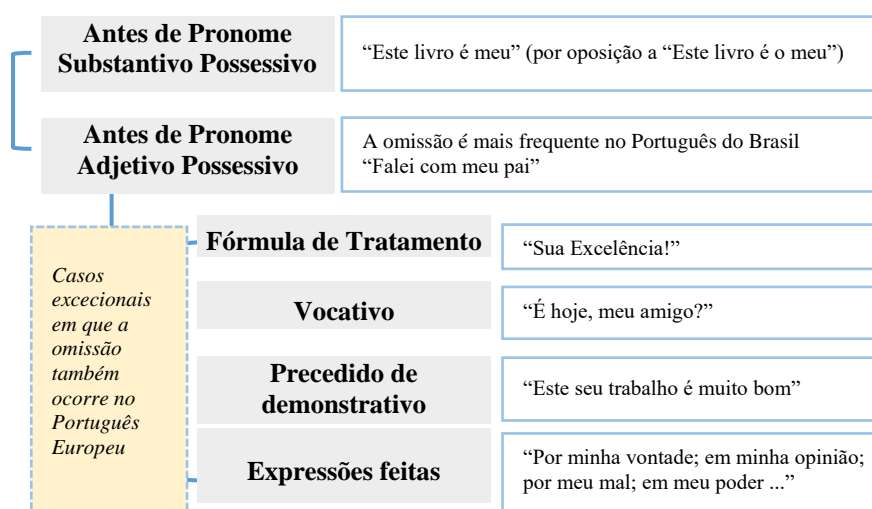 Antes de Pronome
Substantivo Possessivo
“Este livro é meu” (por oposição a “Este livro é o meu”)
Antes de Pronome
Adjetivo Possessivo
A omissão é mais frequente no Português do Brasil
“Falei com meu pai”
Casos
excecionais
em que a
omissão
também
ocorre no
Português
Europeu
Fórmula de Tratamento
“Sua Excelência!”
Vocativo
“É hoje, meu amigo?”
Precedido de
demonstrativo
“Este seu trabalho é muito bom”
Expressões feitas
“Por minha vontade; em minha opinião;
por meu mal; em meu poder ...”